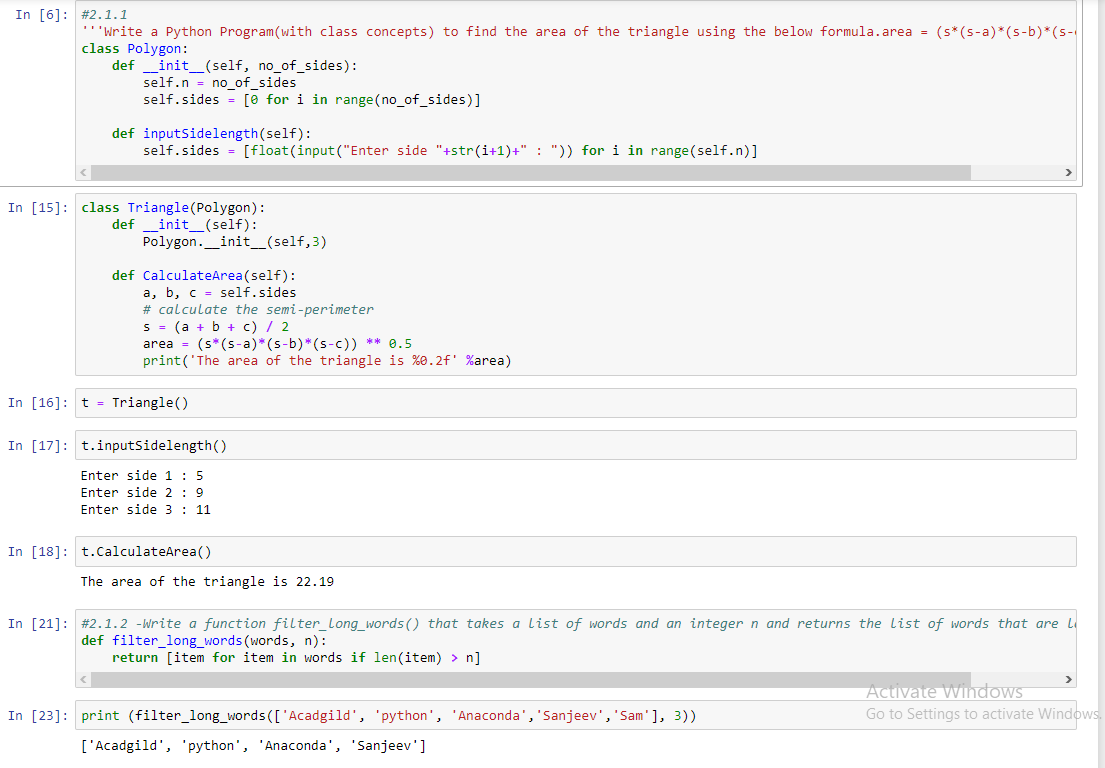 In [6]: #2.1.1
'''Write a Python Program(with class concepts) to find the area of the triangle using the below formula.area = (s*(s-a)*(s-b)*(s-
class Polygon:
    def __init__(self, no_of_sides):
        self.n = no_of_sides
        self.sides = [0 for i in range(no_of_sides)]
    def inputSidelength(self):
        self.sides = [float(input("Enter side "+str(i+1)+" : ")) for i in range(self.n)]
In [15]: class Triangle(Polygon):
    def __init__(self):
        Polygon.__init__(self,3)
    def CalculateArea(self):
        a, b, c = self.sides
        # calculate the semi-perimeter
        s = (a + b + c) / 2
        area = (s*(s-a)*(s-b)*(s-c)) ** 0.5
        print('The area of the triangle is %0.2f' %area)
In [16]: t = Triangle()
In [17]: t.inputSidelength()
Enter side 1 : 5
Enter side 2 : 9
Enter side 3 : 11
In [18]: t.CalculateArea()
The area of the triangle is 22.19
In [21]: #2.1.2 -Write a function filter_long_words() that takes a list of words and an integer n and returns the list of words that are
def filter_long_words(words, n):
    return [item for item in words if len(item) > n]
Activate Windows
Go to Settings to activate Windows.
In [23]: print (filter_long_words(['Acadgild', 'python', 'Anaconda','Sanjeev','Sam'], 3))
['Acadgild', 'python', 'Anaconda', 'Sanjeev']